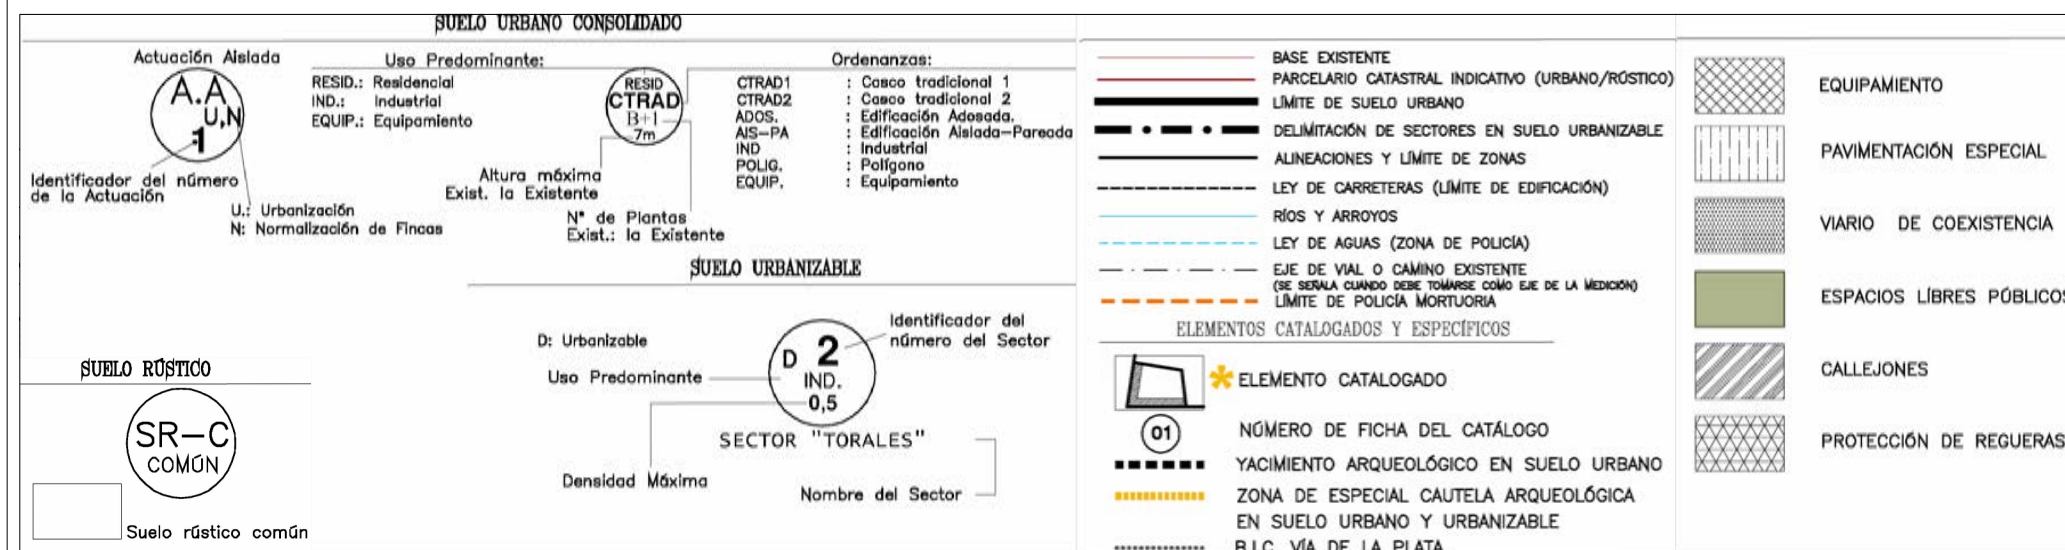 SUELO URBANO CONSOLIDADO
Actuación Aislada
A.A
U,N
1
Identificador del número
de la Actuación
U.: Urbanización
N: Normalización de Fincas
Uso Predominante:
RESID.: Residencial
IND.: Industrial
EQUIP.: Equipamiento
RESID
CTRAD
B+1
7m
Altura máxima
Exist. la Existente
Nº de Plantas
Exist.: la Existente
Ordenanzas:
CTRAD1 : Casco tradicional 1
CTRAD2 : Casco tradicional 2
ADOS. : Edificación Adosada.
AIS-PA : Edificación Aislada-Pareada
IND : Industrial
POLIG. : Polígono
EQUIP. : Equipamiento
SUELO URBANIZABLE
D: Urbanizable
Uso Predominante
D 2
IND.
0,5
Identificador del
número del Sector
SECTOR "TORALES"
Densidad Máxima
Nombre del Sector
SUELO RÚSTICO
SR-C
COMÚN
Suelo rústico común
BASE EXISTENTE
PARCELARIO CATASTRAL INDICATIVO (URBANO/RÚSTICO)
LÍMITE DE SUELO URBANO
DELIMITACIÓN DE SECTORES EN SUELO URBANIZABLE
ALINEACIONES Y LÍMITE DE ZONAS
LEY DE CARRETERAS (LÍMITE DE EDIFICACIÓN)
RÍOS Y ARROYOS
LEY DE AGUAS (ZONA DE POLICÍA)
EJE DE VIAL O CAMINO EXISTENTE
(SE SEÑALA CUANDO DEBE TOMARSE COMO EJE DE LA MEDICIÓN)
LÍMITE DE POLICÍA MORTUORIA
ELEMENTOS CATALOGADOS Y ESPECÍFICOS
* ELEMENTO CATALOGADO
01 NÚMERO DE FICHA DEL CATÁLOGO
YACIMIENTO ARQUEOLÓGICO EN SUELO URBANO
ZONA DE ESPECIAL CAUTELA ARQUEOLÓGICA
EN SUELO URBANO Y URBANIZABLE
B.I.C. VÍA DE LA PLATA
EQUIPAMIENTO
PAVIMENTACIÓN ESPECIAL
VIARIO DE COEXISTENCIA
ESPACIOS LÍBRES PÚBLICOS
CALLEJONES
PROTECCIÓN DE REGUERAS